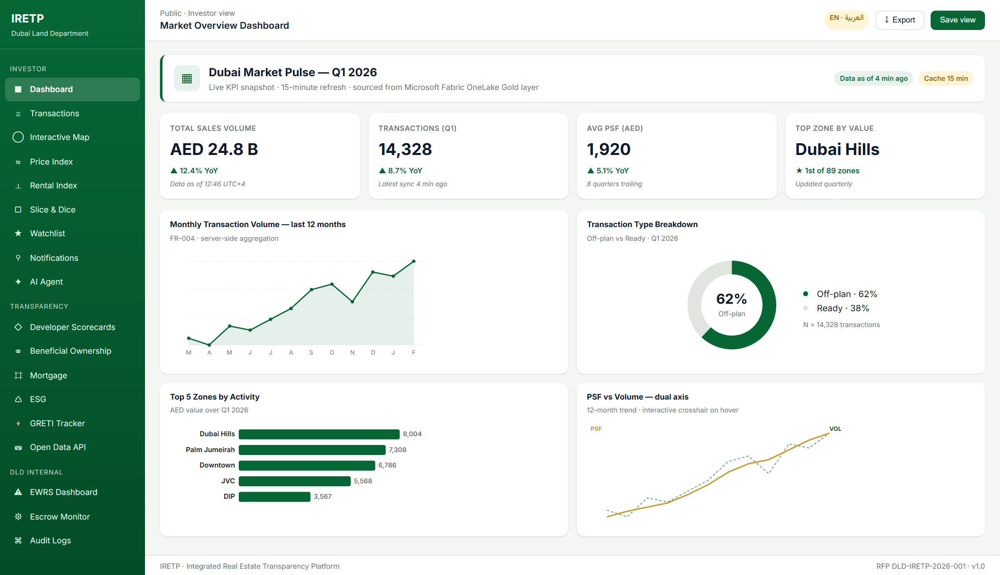 IRETP
Dubai Land Department
INVESTOR
Dashboard
Transactions
Interactive Map
Price Index
Rental Index
Slice & Dice
Watchlist
Notifications
AI Agent
TRANSPARENCY
Developer Scorecards
Beneficial Ownership
Mortgage
ESG
GRETI Tracker
Open Data API
DLD INTERNAL
EWRS Dashboard
Escrow Monitor
Audit Logs
Public · Investor view
Market Overview Dashboard
EN · العربية
↧ Export
Save view
Dubai Market Pulse — Q1 2026
Live KPI snapshot · 15-minute refresh · sourced from Microsoft Fabric OneLake Gold layer
Data as of 4 min ago
Cache 15 min
TOTAL SALES VOLUME
AED 24.8 B
▲ 12.4% YoY
Data as of 12:46 UTC+4
TRANSACTIONS (Q1)
14,328
▲ 8.7% YoY
Latest sync 4 min ago
AVG PSF (AED)
1,920
▲ 5.1% YoY
8 quarters trailing
TOP ZONE BY VALUE
Dubai Hills
★ 1st of 89 zones
Updated quarterly
Monthly Transaction Volume — last 12 months
FR-004 · server-side aggregation
M A M J J A S O N D J F
Transaction Type Breakdown
Off-plan vs Ready · Q1 2026
62%
Off-plan
Off-plan · 62%
Ready · 38%
N = 14,328 transactions
Top 5 Zones by Activity
AED value over Q1 2026
Dubai Hills 8,004
Palm Jumeirah 7,308
Downtown 6,786
JVC 5,568
DIP 3,567
PSF vs Volume — dual axis
12-month trend · interactive crosshair on hover
PSF
VOL
IRETP · Integrated Real Estate Transparency Platform
RFP DLD-IRETP-2026-001 · v1.0